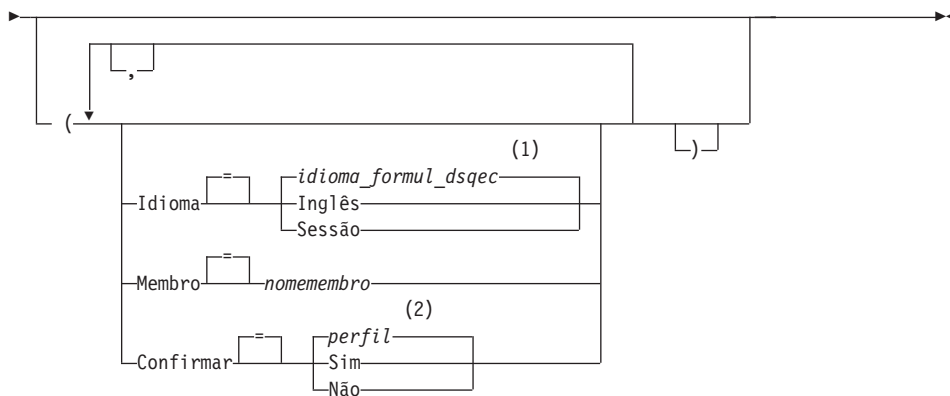 ,
(
)
(1)
Idioma = idioma_formul_dsqec
Inglês
Sessão
Membro = nomemembro
(2)
Confirmar = perfil
Sim
Não